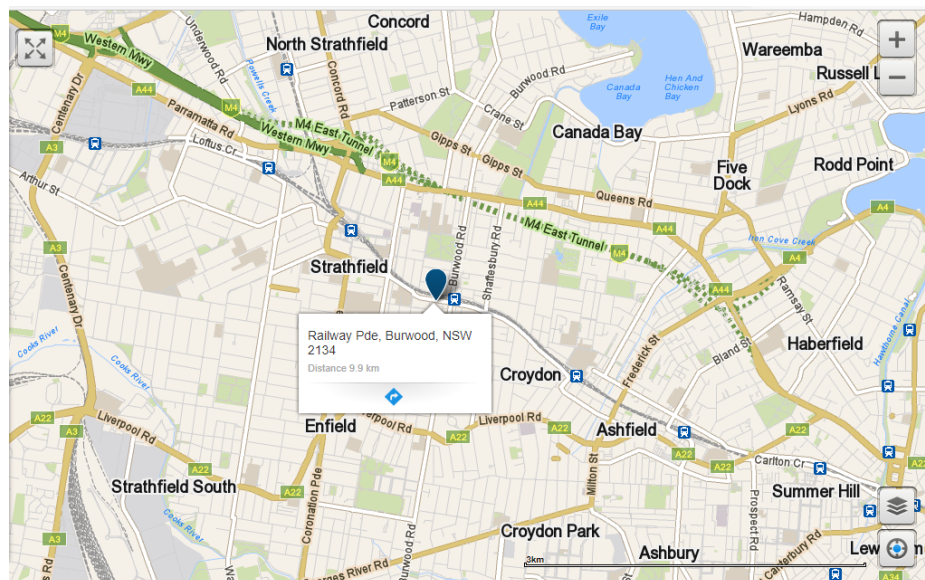 Concord
Exile
Bay
Hampden Rd
Underwood Rd
North Strathfield
Wareemba
M4
Western Mwy
Powells Creek
Concord Rd
Burwood Rd
Hen And
Chicken
Bay
Canada
Bay
Russell L
Centenary Dr
A44
Patterson St
Crane St
Lyons Rd
Parramatta Rd
M4
M4 East Tunnel
Western Mwy
Gipps St
Canada Bay
A3
Loftus Cr
M4
Gipps St
Five
Dock
Rodd Point
Arthur St
A44
Queens Rd
A44
A44
A4
M4 East Tunnel
Iron Cove Creek
A3
Burwood Rd
Shaftesbury Rd
M4
A4
Strathfield
Centenary Dr
A44
Ramsay St
Hawthorne Canal
Railway Pde, Burwood, NSW
2134
Distance 9.9 km
Cooks River
Cooks River
Frederick St
Bland St
Haberfield
Croydon
Liverpool Rd
A22
A3
Enfield
Liverpool Rd
A22
A22
Ashfield
Liverpool Rd
A22
A22
Carlton Cr
A22
Strathfield South
A22
Coronation Pde
Milton St
Prospect Rd
Summer Hill
Cooks River
Croydon Park
3km
Ashbury
Canterbury Rd
Lew
m
A34